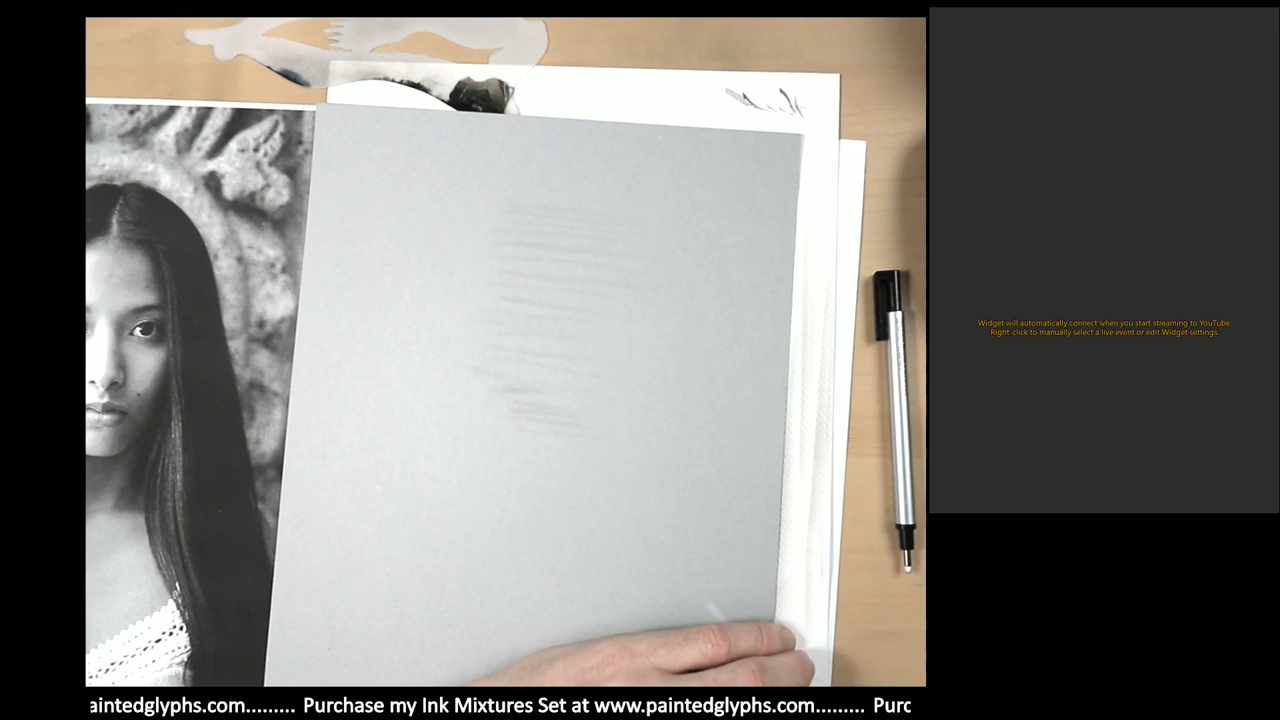 Widget will automatically connect when you start streaming to YouTube.
Right-click to manually select a live event or edit Widget settings.
aintedglyphs.com......... Purchase my Ink Mixtures Set at www.paintedglyphs.com......... Purc